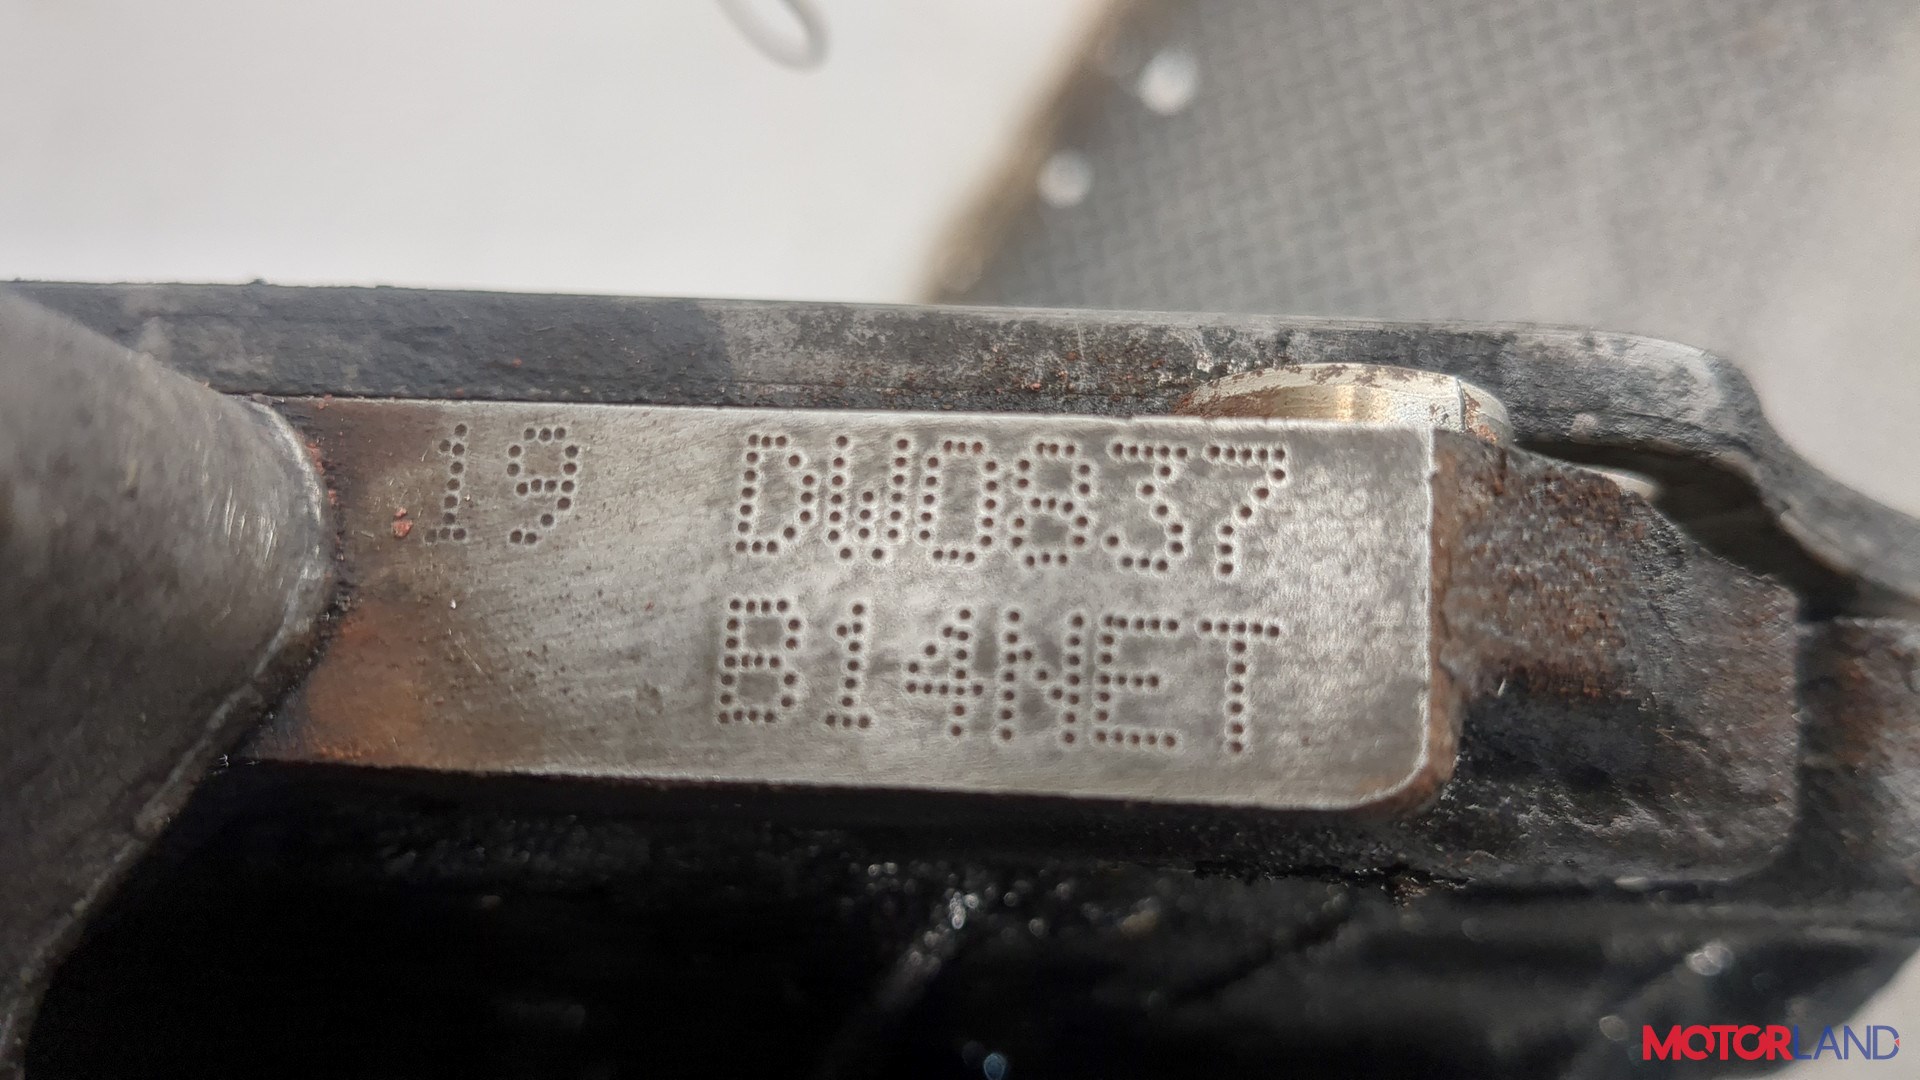 19 DW0837
B14NET
MOTORLAND